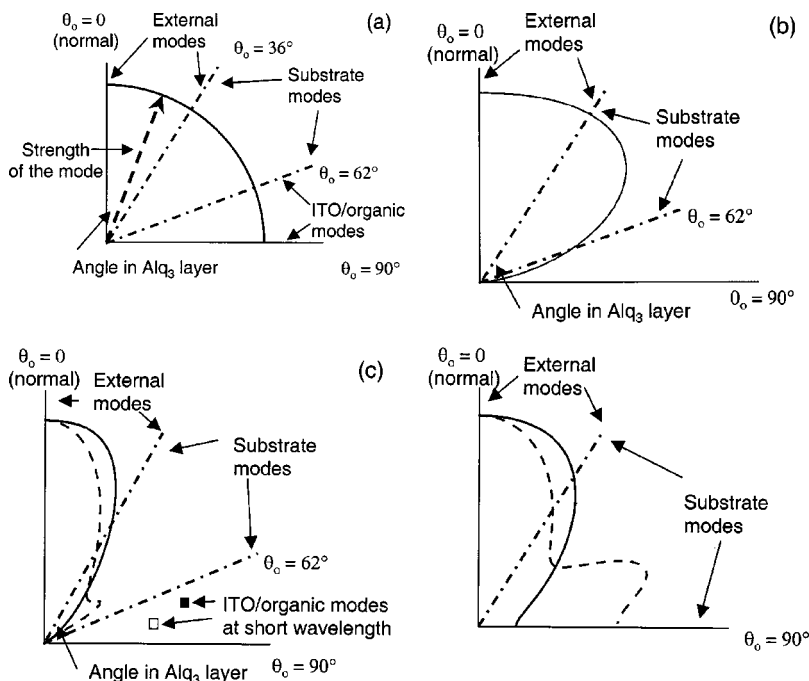 θo = 0
(normal)
External
modes
(a)
θo = 36°
Substrate
modes
Strength
of the mode
θo = 62°
ITO/organic
modes
Angle in Alq3 layer
θo = 90°
θo = 0
(normal)
External
modes
(b)
Substrate
modes
θo = 62°
Angle in Alq3 layer
θo = 90°
θo = 0
(normal)
External
modes
(c)
Substrate
modes
θo = 62°
ITO/organic modes
at short wavelength
Angle in Alq3 layer
θo = 90°
θo = 0
(normal)
External
modes
Substrate
modes
θo = 90°